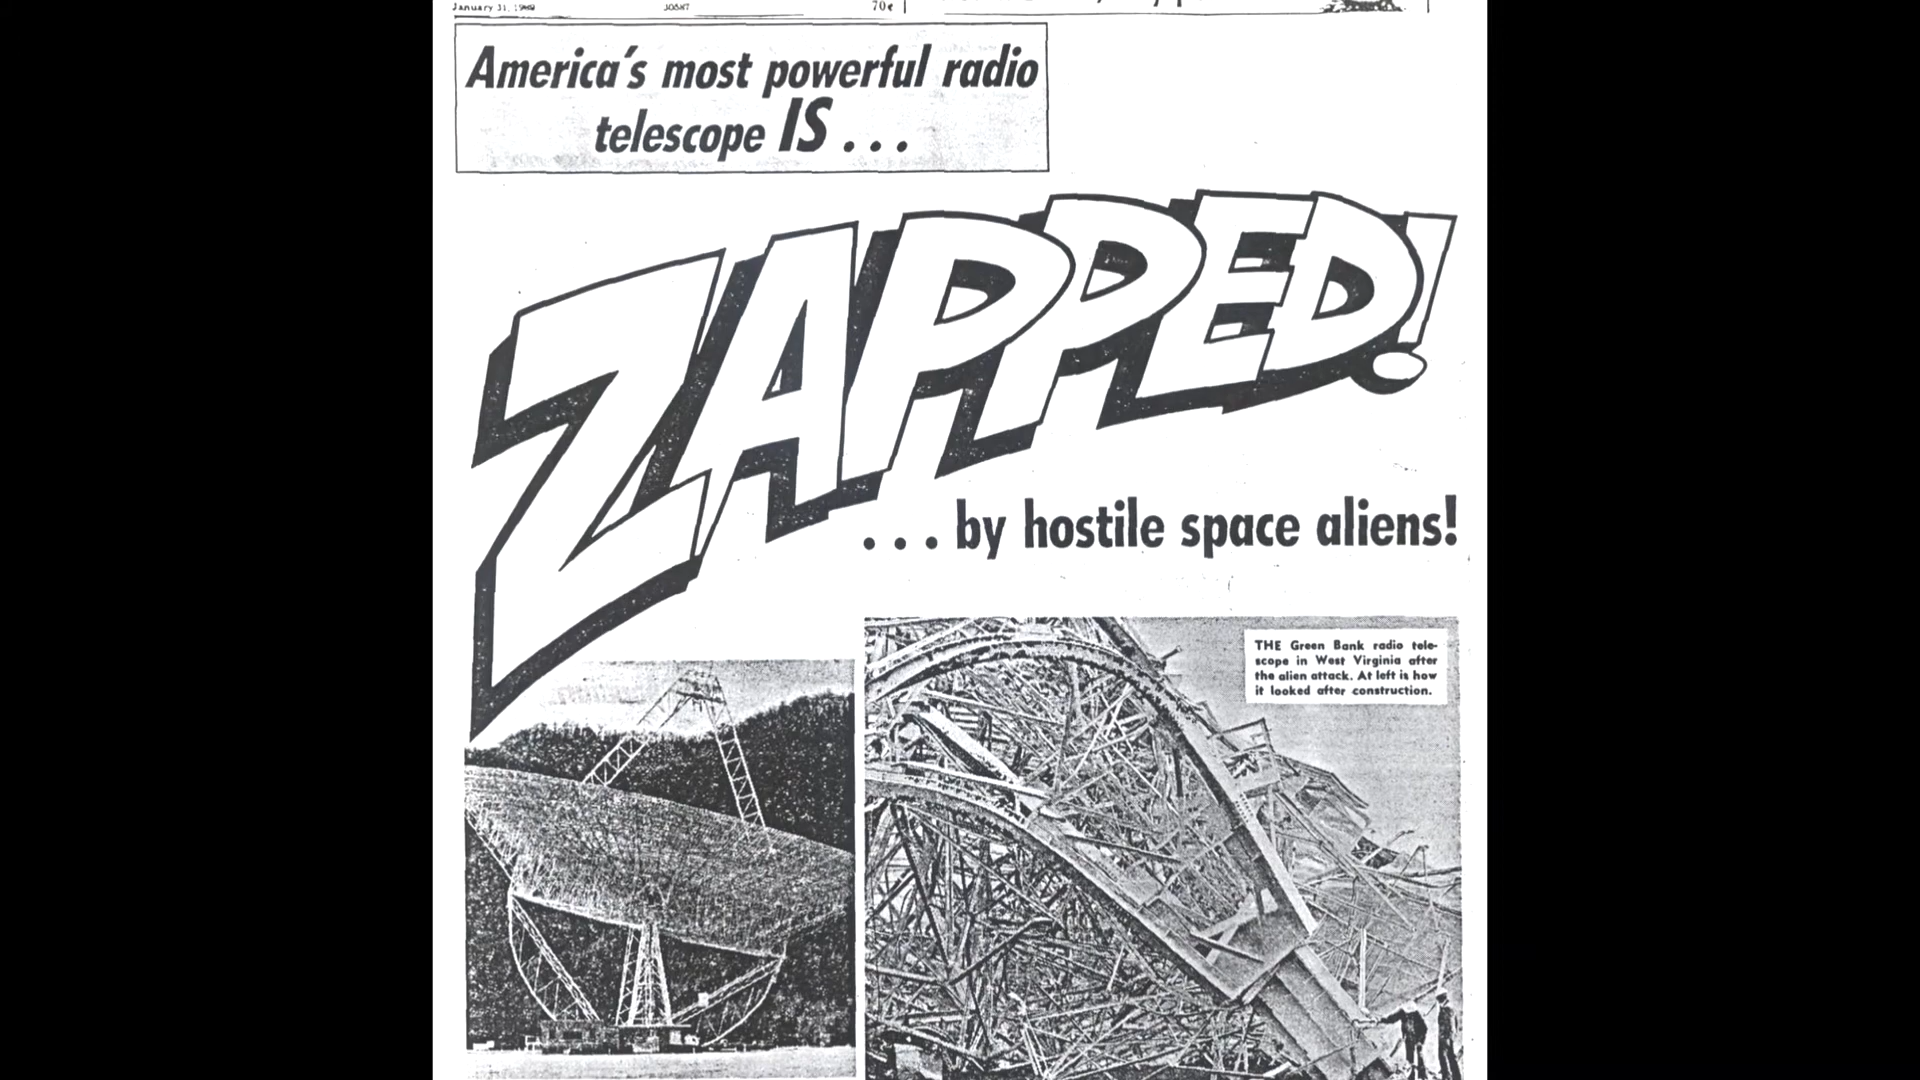 January 31, 1989 30587 70¢
America's most powerful radio
telescope IS...
ZAPPED!
...by hostile space aliens!
THE Green Bank radio tele-
scope in West Virginia after
the alien attack. At left is how
it looked after construction.